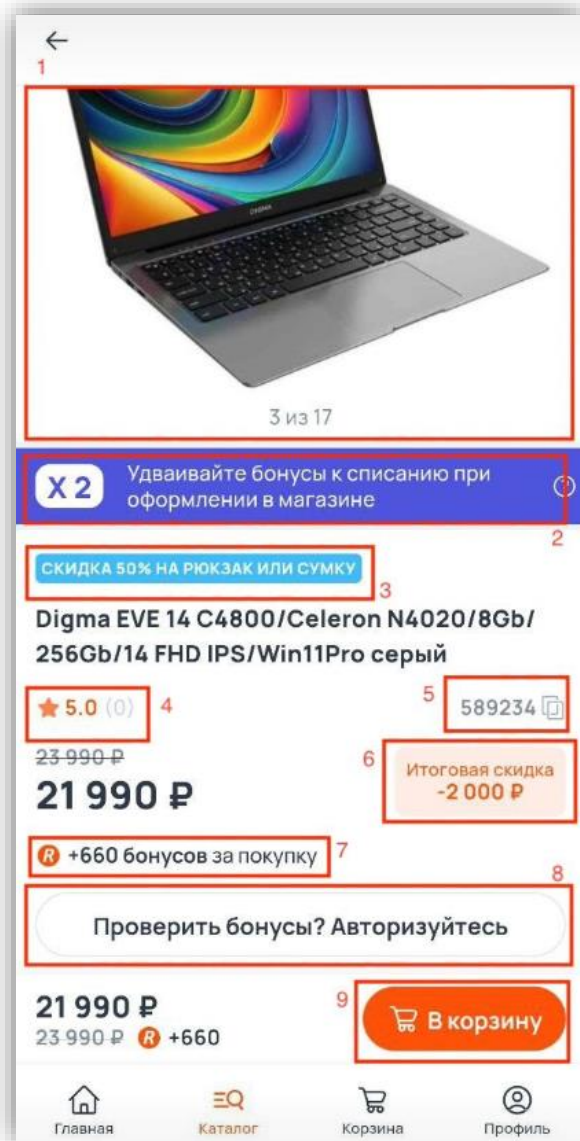 1
DIGMA
3 из 17
X 2
Удваивайте бонусы к списанию при
оформлении в магазине
?
2
СКИДКА 50% НА РЮКЗАК ИЛИ СУМКУ
3
Digma EVE 14 C4800/Celeron N4020/8Gb/
256Gb/14 FHD IPS/Win11Pro серый
5.0 (0)
4
5
589234
23 990 ₽
21 990 ₽
6
Итоговая скидка
-2 000 ₽
R +660 бонусов за покупку
7
8
Проверить бонусы? Авторизуйтесь
21 990 ₽
23 990 ₽ R +660
9
В корзину
Главная
Каталог
Корзина
Профиль